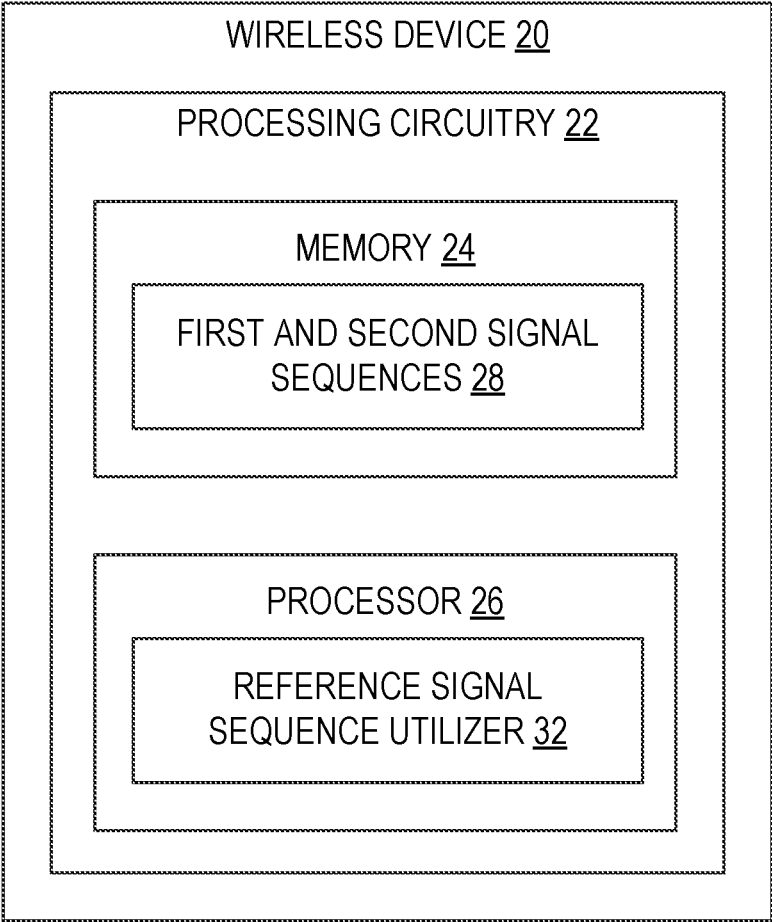 WIRELESS DEVICE 20
PROCESSING CIRCUITRY 22
MEMORY 24
FIRST AND SECOND SIGNAL
SEQUENCES 28
PROCESSOR 26
REFERENCE SIGNAL
SEQUENCE UTILIZER 32